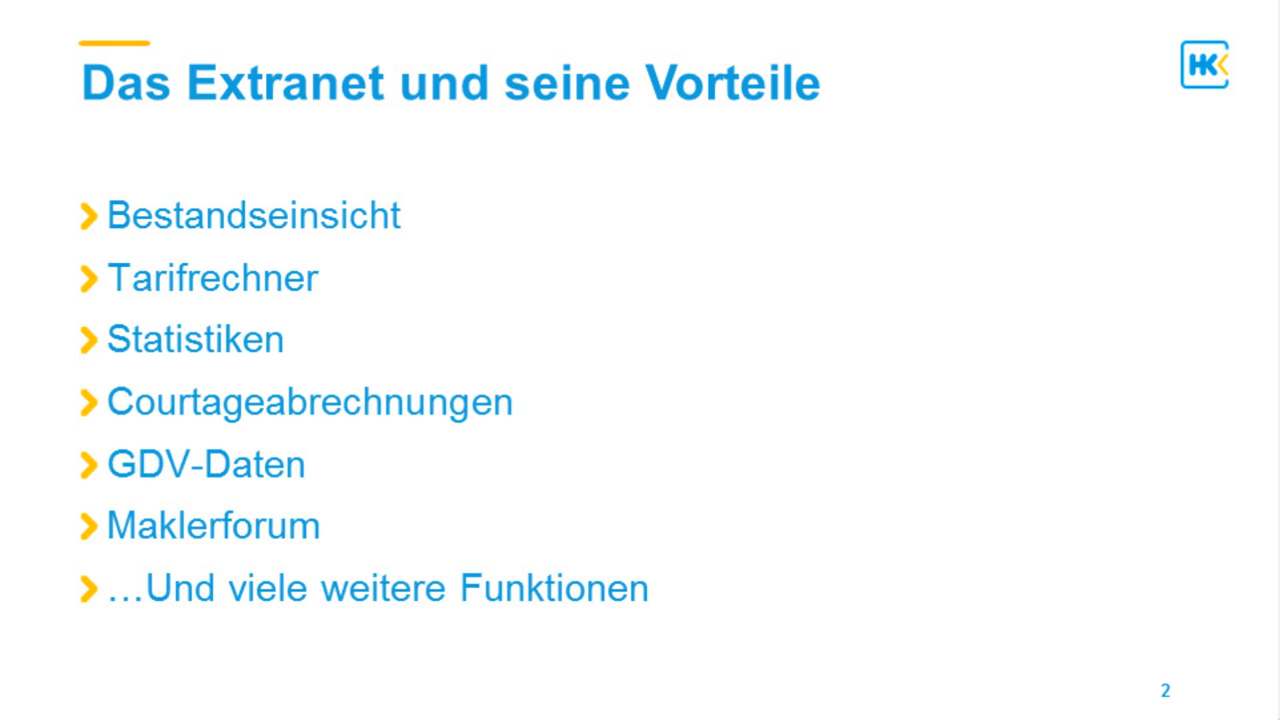 Das Extranet und seine Vorteile
HK
Bestandseinsicht
Tarifrechner
Statistiken
Courtageabrechnungen
GDV-Daten
Maklerforum
…Und viele weitere Funktionen
2